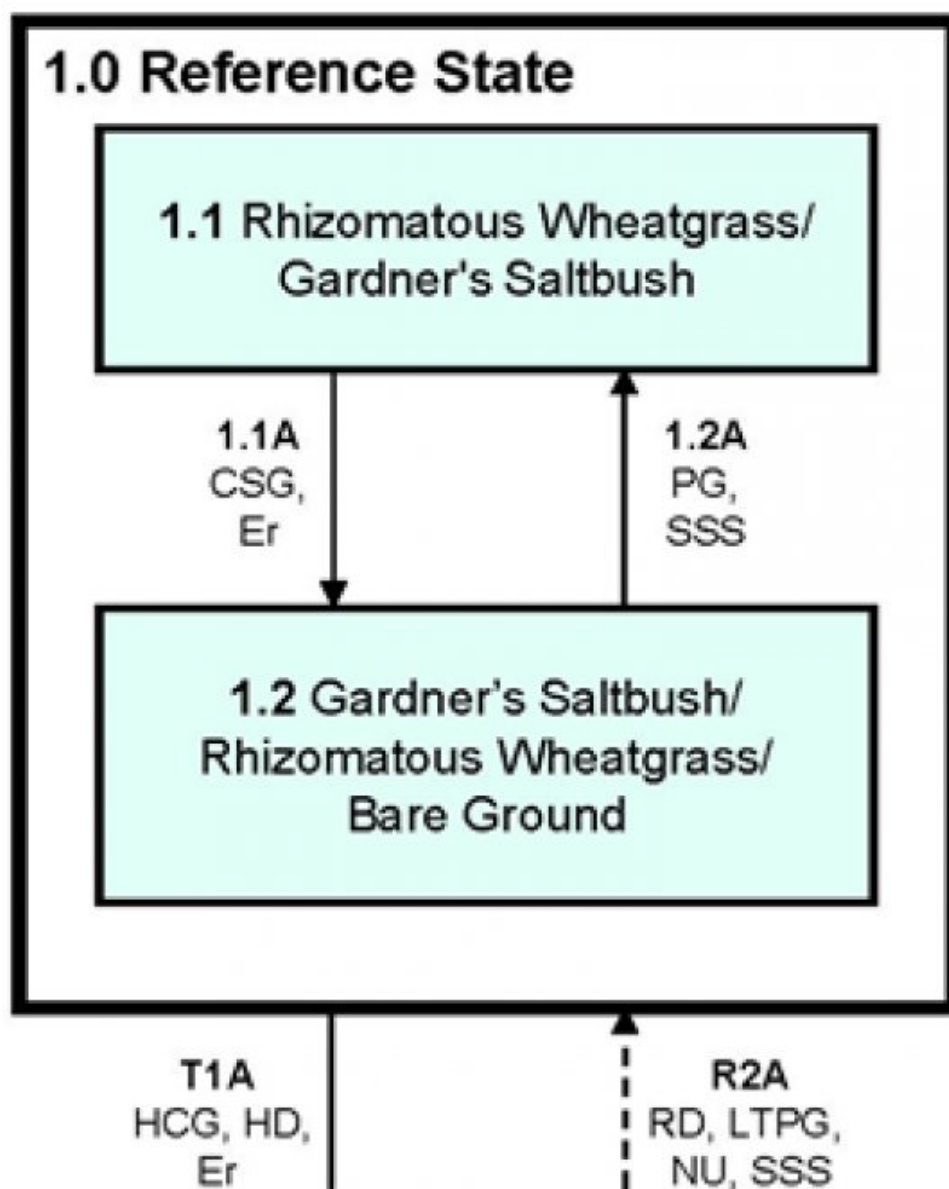 1.0 Reference State
1.1 Rhizomatous Wheatgrass/
Gardner's Saltbush
1.1A
CSG,
Er
1.2A
PG,
SSS
1.2 Gardner’s Saltbush/
Rhizomatous Wheatgrass/
Bare Ground
T1A
HCG, HD,
Er
R2A
RD, LTPG,
NU, SSS